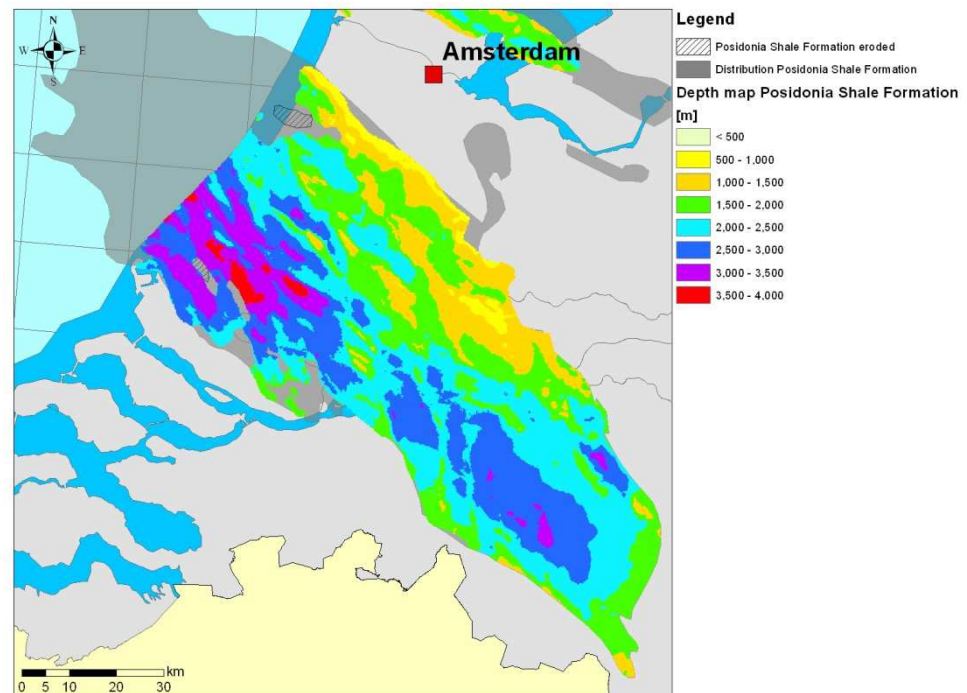 N
W E
S
Amsterdam
km
0 5 10 20 30
Legend
Posidonia Shale Formation eroded
Distribution Posidonia Shale Formation
Depth map Posidonia Shale Formation
[m]
< 500
500 - 1,000
1,000 - 1,500
1,500 - 2,000
2,000 - 2,500
2,500 - 3,000
3,000 - 3,500
3,500 - 4,000